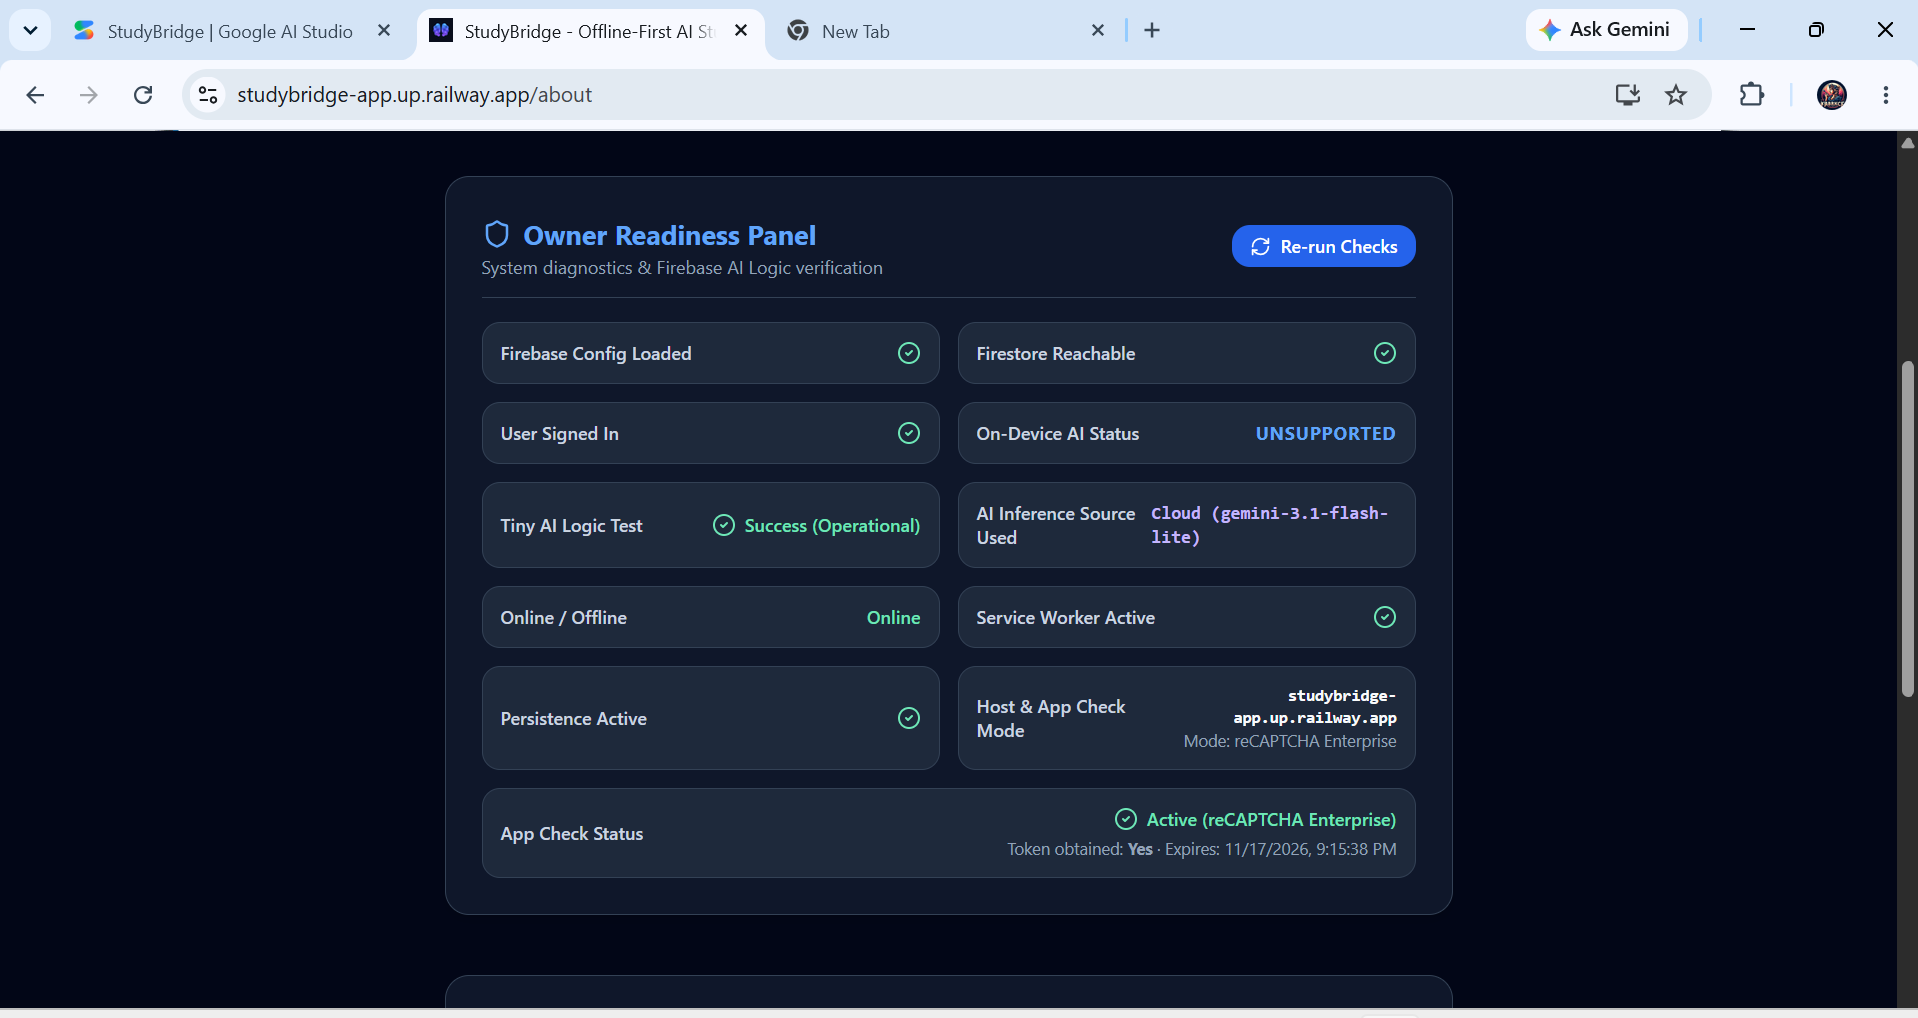 StudyBridge | Google AI Studio
StudyBridge - Offline-First AI St
New Tab
Ask Gemini
studybridge-app.up.railway.app/about
Owner Readiness Panel
System diagnostics & Firebase AI Logic verification
Re-run Checks
Firebase Config Loaded
Firestore Reachable
User Signed In
On-Device AI Status
UNSUPPORTED
Tiny AI Logic Test
Success (Operational)
AI Inference Source
Used
Cloud (gemini-3.1-flash-
lite)
Online / Offline
Online
Service Worker Active
Persistence Active
Host & App Check
Mode
studybridge-
app.up.railway.app
Mode: reCAPTCHA Enterprise
App Check Status
Active (reCAPTCHA Enterprise)
Token obtained: Yes · Expires: 11/17/2026, 9:15:38 PM